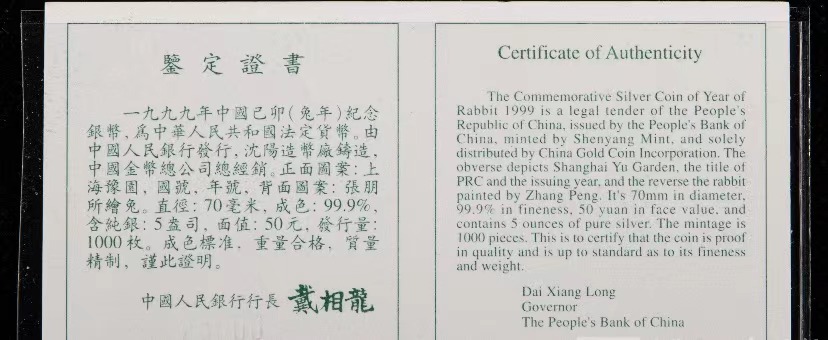 鑒定證書
一九九九年中國己卯(兔年)紀念
銀幣，爲中華人民共和國法定貨幣。由
中國人民銀行發行，沈陽造幣廠鑄造，
中國金幣總公司總經銷。正面圖案：上
海豫園，國號，年號，背面圖案：張朋
所繪兔。直徑：70毫米，成色：99.9%，
含純銀：5盎司，面值：50元，發行量：
1000枚。成色標准，重量合格，質量
精制，謹此證明。
中國人民銀行行長 戴相龍
Certificate of Authenticity
The Commemorative Silver Coin of Year of
Rabbit 1999 is a legal tender of the People's
Republic of China, issued by the People's Bank of
China, minted by Shenyang Mint, and solely
distributed by China Gold Coin Incorporation. The
obverse depicts Shanghai Yu Garden, the title of
PRC and the issuing year, and the reverse the rabbit
painted by Zhang Peng. It's 70mm in diameter,
99.9% in fineness, 50 yuan in face value, and
contains 5 ounces of pure silver. The mintage is
1000 pieces. This is to certify that the coin is proof
in quality and is up to standard as to its fineness
and weight.
Dai Xiang Long
Governor
The People's Bank of China